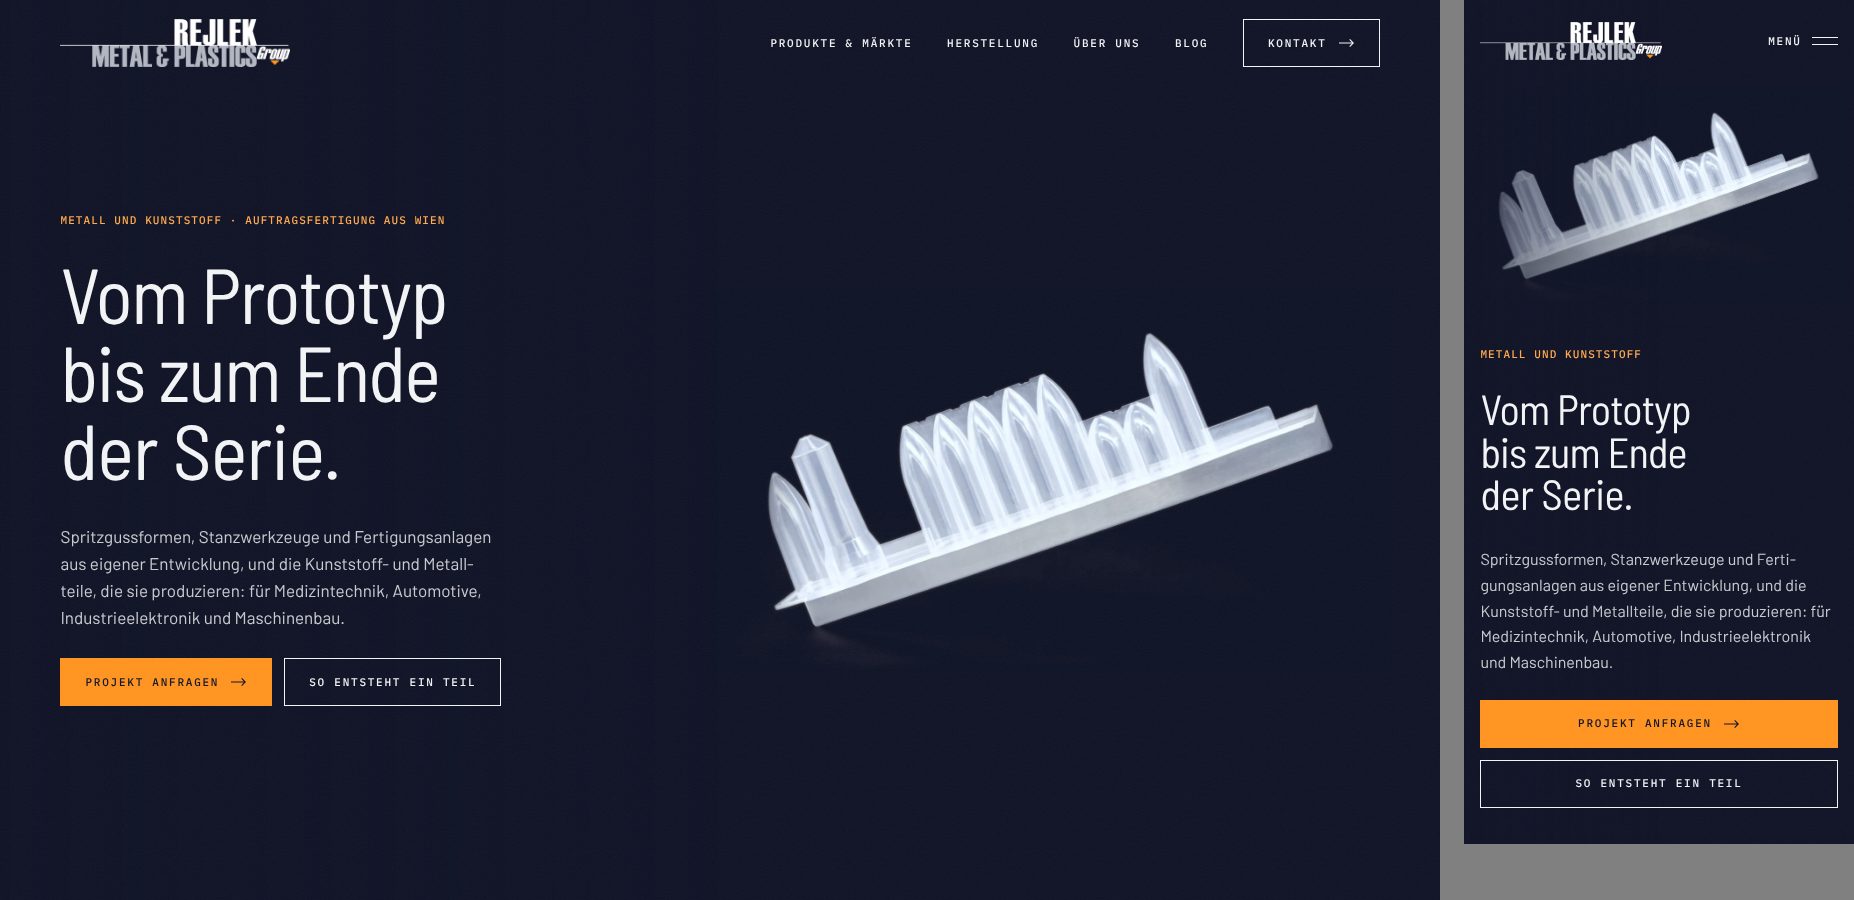 REJLEK
METAL & PLASTICS Group
PRODUKTE & MÄRKTE
HERSTELLUNG
ÜBER UNS
BLOG
KONTAKT
METALL UND KUNSTSTOFF · AUFTRAGSFERTIGUNG AUS WIEN
Vom Prototyp
bis zum Ende
der Serie.
Spritzgussformen, Stanzwerkzeuge und Fertigungsanlagen
aus eigener Entwicklung, und die Kunststoff- und Metall-
teile, die sie produzieren: für Medizintechnik, Automotive,
Industrieelektronik und Maschinenbau.
PROJEKT ANFRAGEN
SO ENTSTEHT EIN TEIL
REJLEK
METAL & PLASTICS Group
MENÜ
METALL UND KUNSTSTOFF
Vom Prototyp
bis zum Ende
der Serie.
Spritzgussformen, Stanzwerkzeuge und Ferti-
gungsanlagen aus eigener Entwicklung, und die
Kunststoff- und Metallteile, die sie produzieren: für
Medizintechnik, Automotive, Industrieelektronik
und Maschinenbau.
PROJEKT ANFRAGEN
SO ENTSTEHT EIN TEIL